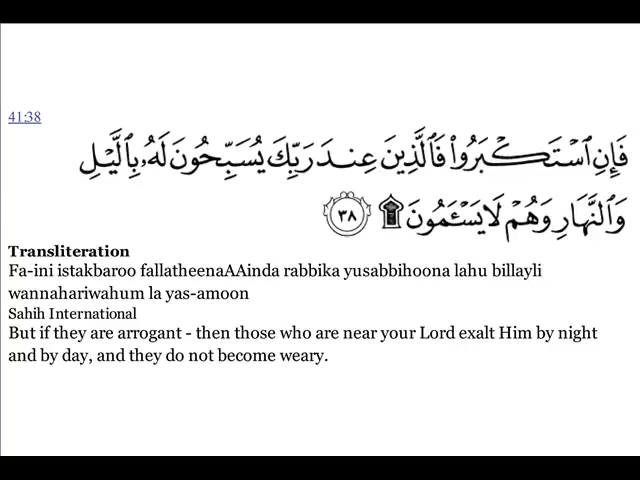 41:38
فَإِنِ ٱسْتَكْبَرُوا۟ فَٱلَّذِينَ عِندَ رَبِّكَ يُسَبِّحُونَ لَهُۥ بِٱلَّيْلِ
وَٱلنَّهَارِ وَهُمْ لَا يَسْـَٔمُونَ ۩ ٣٨
Transliteration
Fa-ini istakbaroo fallatheenaAAinda rabbika yusabbihoona lahu billayli
wannahariwahum la yas-amoon
Sahih International
But if they are arrogant - then those who are near your Lord exalt Him by night
and by day, and they do not become weary.